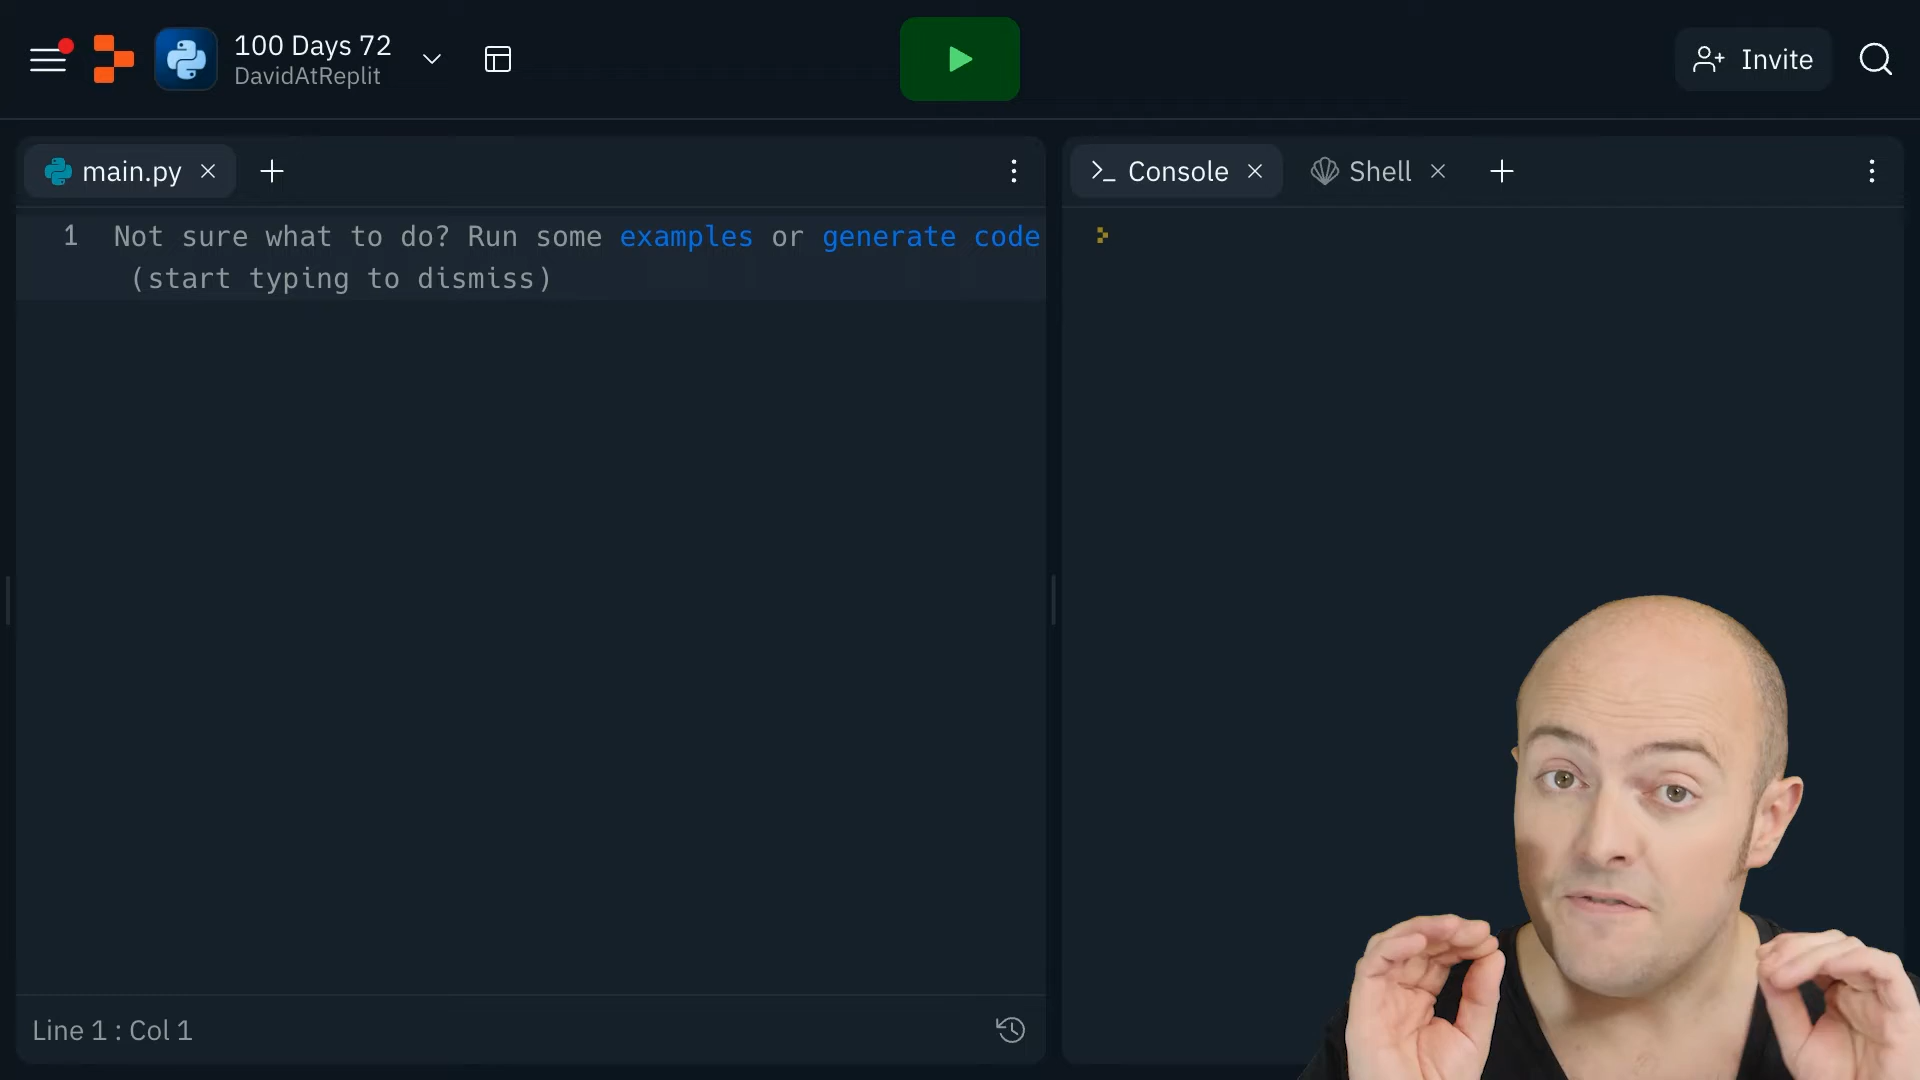 100 Days 72
DavidAtReplit
Invite
main.py
1 Not sure what to do? Run some examples or generate code
(start typing to dismiss)
Line 1 : Col 1
Console
Shell